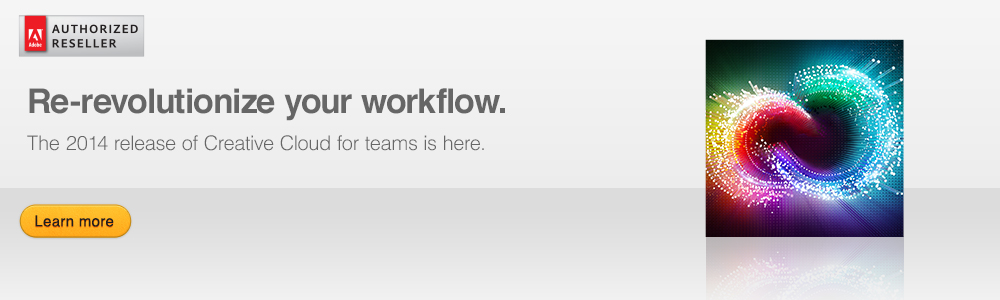 Adobe
AUTHORIZED
RESELLER
Re-revolutionize your workflow.
The 2014 release of Creative Cloud for teams is here.
Learn more